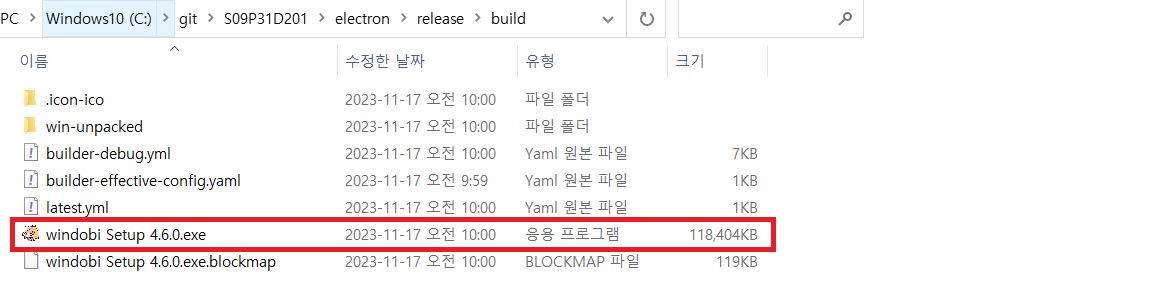 PC > Windows10 (C:) > git > S09P31D201 > electron > release > build
이름 수정한 날짜 유형 크기
.icon-ico 2023-11-17 오전 10:00 파일 폴더
win-unpacked 2023-11-17 오전 10:00 파일 폴더
builder-debug.yml 2023-11-17 오전 10:00 Yaml 원본 파일 7KB
builder-effective-config.yaml 2023-11-17 오전 9:59 Yaml 원본 파일 1KB
latest.yml 2023-11-17 오전 10:00 Yaml 원본 파일 1KB
windobi Setup 4.6.0.exe 2023-11-17 오전 10:00 응용 프로그램 118,404KB
windobi Setup 4.6.0.exe.blockmap 2023-11-17 오전 10:00 BLOCKMAP 파일 119KB